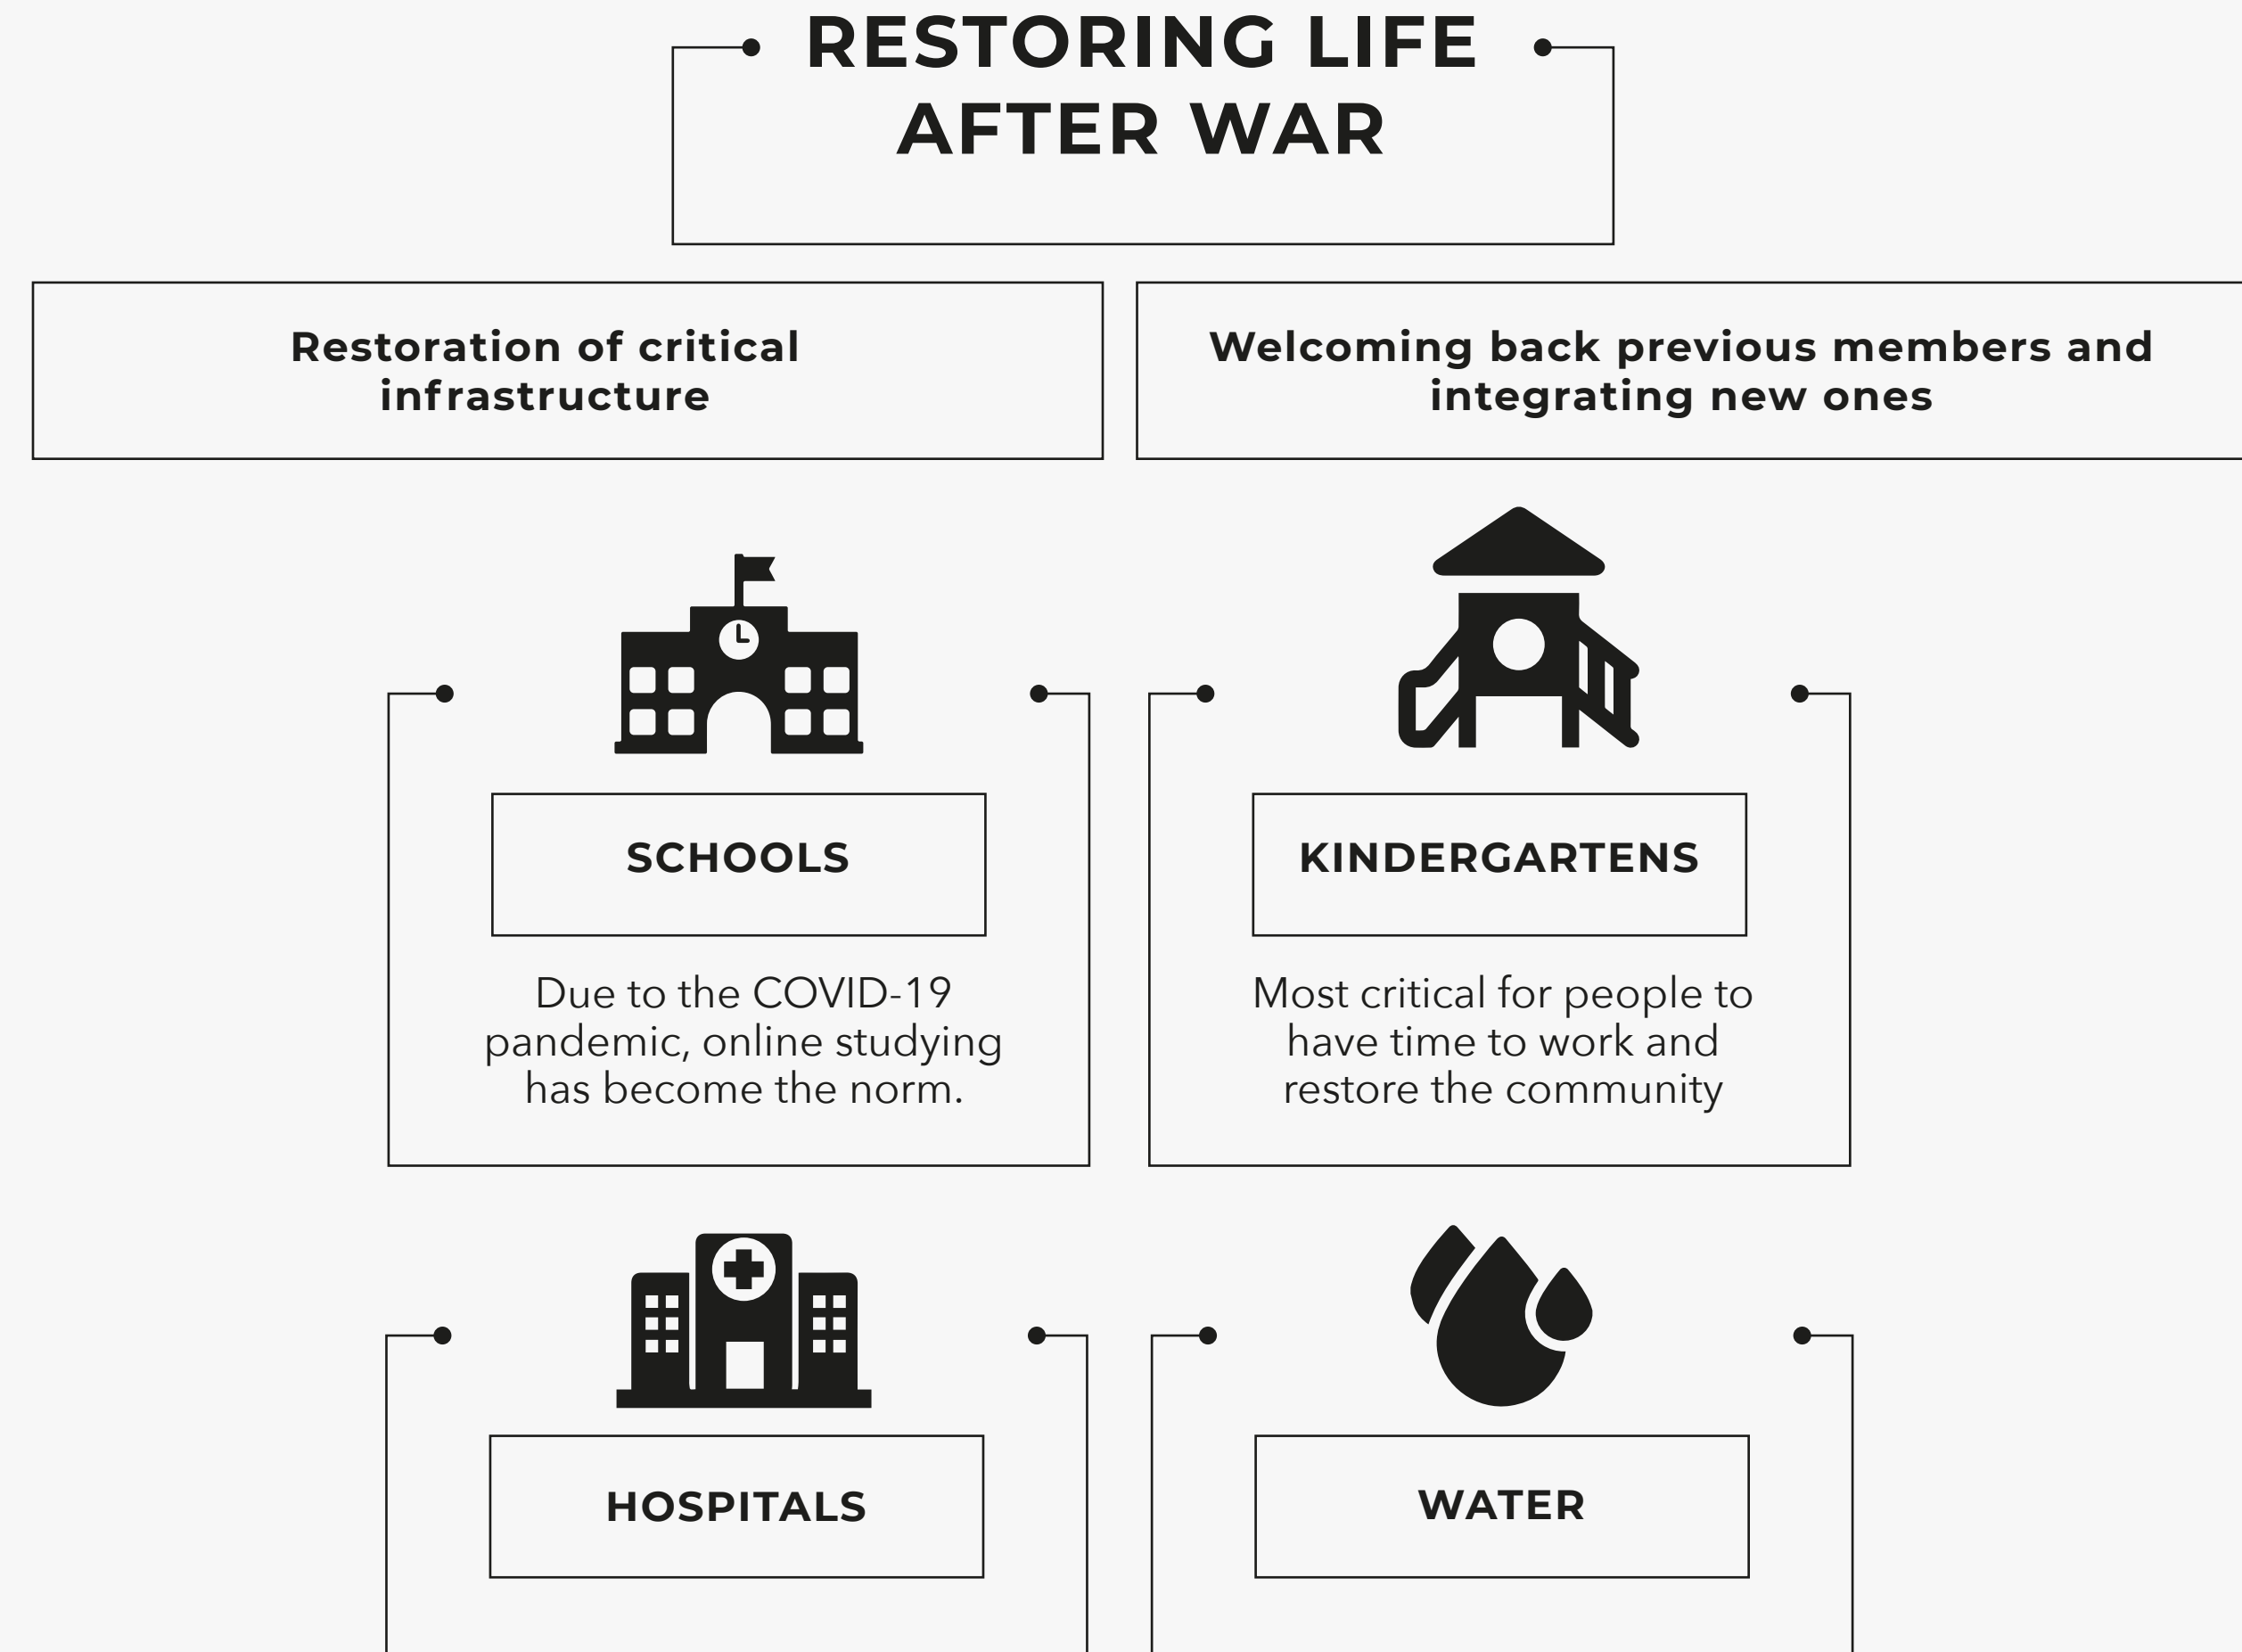 RESTORING LIFE
AFTER WAR
Restoration of critical
infrastructure
Welcoming back previous members and
integrating new ones
SCHOOLS
Due to the COVID-19
pandemic, online studying
has become the norm.
KINDERGARTENS
Most critical for people to
have time to work and
restore the community
HOSPITALS
WATER